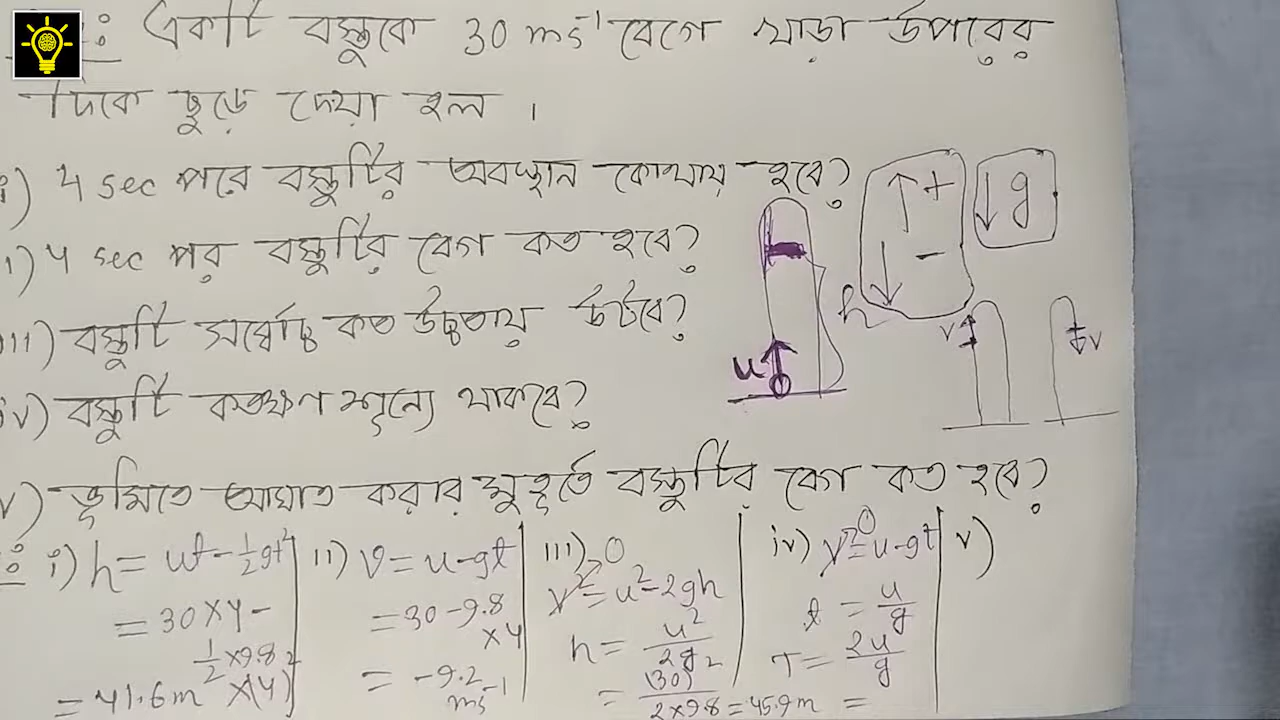 : একটি বস্তুকে 30 ms⁻¹ বেগে খাড়া উপরের
দিকে ছুড়ে দেয়া হল ।
i) 4 sec পরে বস্তুটির অবস্থান কোথায় হবে?
i) 4 sec পর বস্তুটির বেগ কত হবে?
iii) বস্তুটি সর্বোচ্চ কত উচ্চতায় উঠবে?
iv) বস্তুটি কতক্ষণ শূন্যে থাকবে?
v) ভূমিতে আঘাত করার মুহূর্তে বস্তুটির বেগ কত হবে?
↑ +
↓ −
↓ g
u
h
v
v
: i) h = ut − ½gt²
= 30×4 −
½×9.8
×(4)²
= 41.6m
ii) v = u−gt
= 30 − 9.8
×4
= −9.2
ms⁻¹
iii) 0
v² = u² − 2gh
h = u²/2g
= (30)²/2×9.8 = 45.9m
iv) v = u−gt
0
t = u/g
T = 2u/g
=
v)